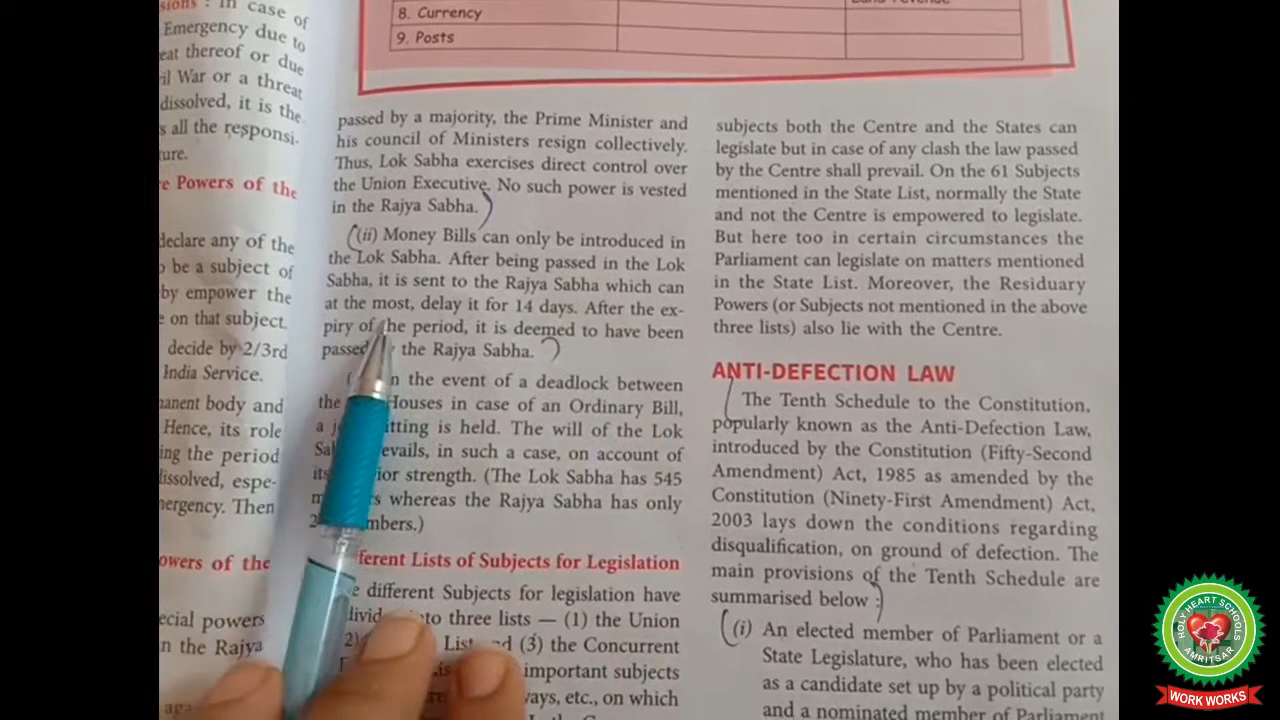 sions : In case of
Emergency due to
eat thereof or due
il War or a threat
dissolved, it is the
s all the responsi-
ture.
e Powers of the
declare any of the
o be a subject of
by empower the
e on that subject.
decide by 2/3rd
India Service.
manent body and
Hence, its role
ing the period
dissolved, espe-
mergency. Then
owers of the
ecial powers
n the Rajya
8. Currency
9. Posts
passed by a majority, the Prime Minister and
his council of Ministers resign collectively.
Thus, Lok Sabha exercises direct control over
the Union Executive. No such power is vested
in the Rajya Sabha.
(ii) Money Bills can only be introduced in
the Lok Sabha. After being passed in the Lok
Sabha, it is sent to the Rajya Sabha which can
at the most, delay it for 14 days. After the ex-
piry of the period, it is deemed to have been
passed the Rajya Sabha.
n the event of a deadlock between
the Houses in case of an Ordinary Bill,
a itting is held. The will of the Lok
evails, in such a case, on account of
its ior strength. (The Lok Sabha has 545
whereas the Rajya Sabha has only
mbers.)
ferent Lists of Subjects for Legislation
different Subjects for legislation have
to three lists — (1) the Union
List and (3) the Concurrent
important subjects
ways, etc., on which
subjects both the Centre and the States can
legislate but in case of any clash the law passed
by the Centre shall prevail. On the 61 Subjects
mentioned in the State List, normally the State
and not the Centre is empowered to legislate.
But here too in certain circumstances the
Parliament can legislate on matters mentioned
in the State List. Moreover, the Residuary
Powers (or Subjects not mentioned in the above
three lists) also lie with the Centre.
ANTI-DEFECTION LAW
The Tenth Schedule to the Constitution,
popularly known as the Anti-Defection Law,
introduced by the Constitution (Fifty-Second
Amendment) Act, 1985 as amended by the
Constitution (Ninety-First Amendment) Act,
2003 lays down the conditions regarding
disqualification, on ground of defection. The
main provisions of the Tenth Schedule are
summarised below :
(i) An elected member of Parliament or a
State Legislature, who has been elected
as a candidate set up by a political party
and a nominated member of Parliament
HOLY HEART SCHOOLS
AMRITSAR
WORK WORKS